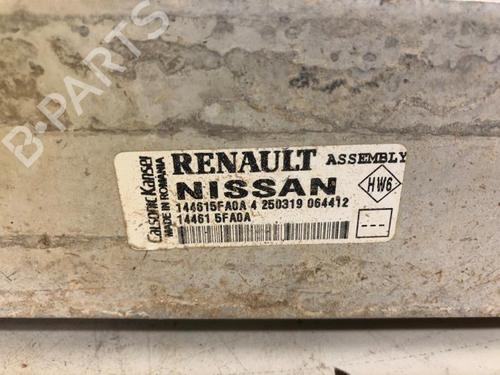 B-PARTS
Calsonic Kansei
MADE IN ROMANIA
RENAULT ASSEMBLY
NISSAN
HW6
144615FA0A 4 250319 064412
14461 5FA0A
---